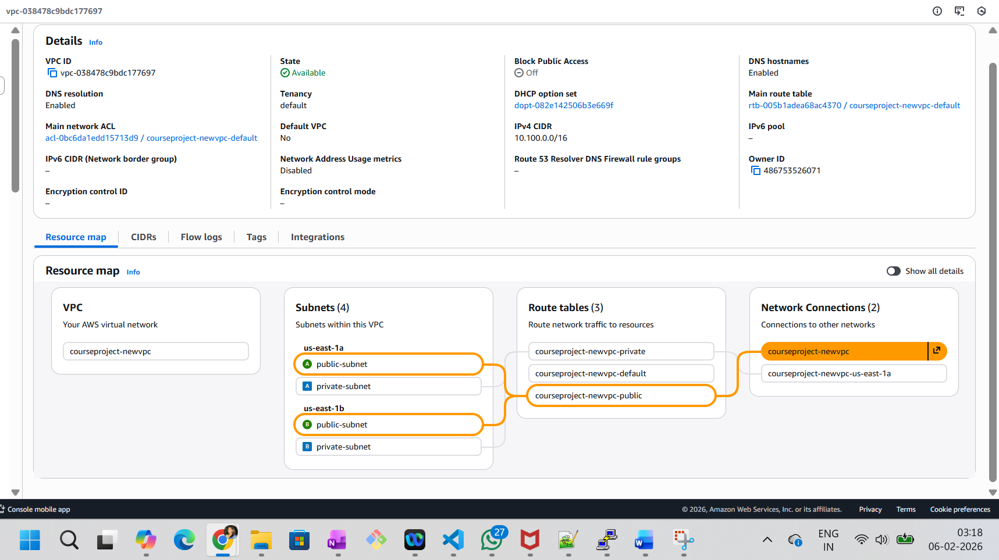 vpc-038478c9bdc177697
Details Info
VPC ID
vpc-038478c9bdc177697
State
Available
Block Public Access
Off
DNS hostnames
Enabled
DNS resolution
Enabled
Tenancy
default
DHCP option set
dopt-082e142506b3e669f
Main route table
rtb-005b1adea68ac4370 / courseproject-newvpc-default
Main network ACL
acl-0bc6da1edd15713d9 / courseproject-newvpc-default
Default VPC
No
IPv4 CIDR
10.100.0.0/16
IPv6 pool
–
IPv6 CIDR (Network border group)
–
Network Address Usage metrics
Disabled
Route 53 Resolver DNS Firewall rule groups
–
Owner ID
486753526071
Encryption control ID
–
Encryption control mode
–
Resource map
CIDRs
Flow logs
Tags
Integrations
Resource map Info
Show all details
VPC
Your AWS virtual network
courseproject-newvpc
Subnets (4)
Subnets within this VPC
us-east-1a
A public-subnet
A private-subnet
us-east-1b
B public-subnet
B private-subnet
Route tables (3)
Route network traffic to resources
courseproject-newvpc-private
courseproject-newvpc-default
courseproject-newvpc-public
Network Connections (2)
Connections to other networks
courseproject-newvpc
courseproject-newvpc-us-east-1a
Console mobile app
© 2026, Amazon Web Services, Inc. or its affiliates.
Privacy
Terms
Cookie preferences
N
27
W
ENG
IN
03:18
06-02-2026